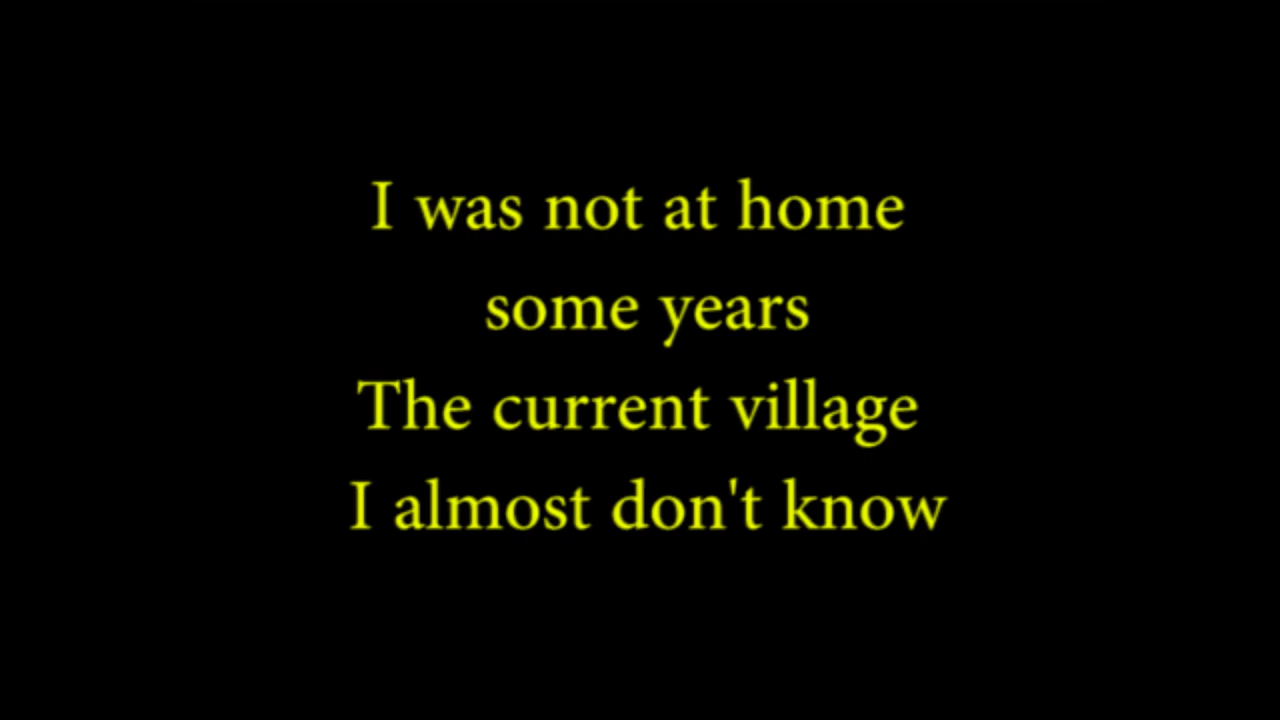 I was not at home
some years
The current village
I almost don't know